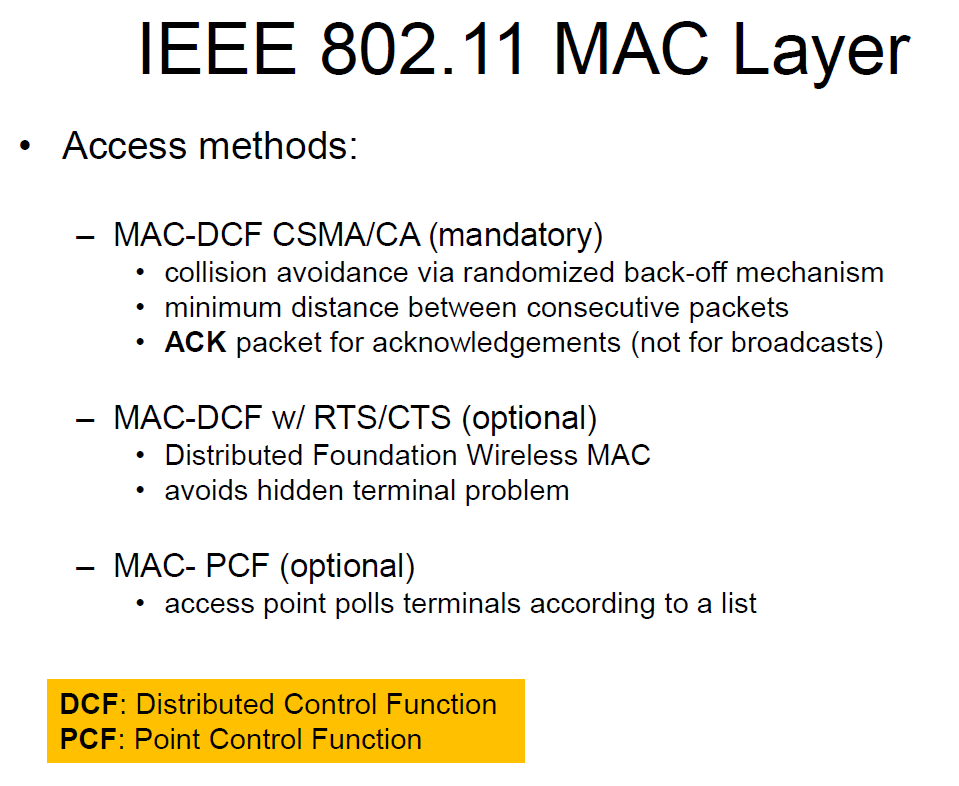 IEEE 802.11 MAC Layer
• Access methods:
– MAC-DCF CSMA/CA (mandatory)
• collision avoidance via randomized back-off mechanism
• minimum distance between consecutive packets
• ACK packet for acknowledgements (not for broadcasts)
– MAC-DCF w/ RTS/CTS (optional)
• Distributed Foundation Wireless MAC
• avoids hidden terminal problem
– MAC- PCF (optional)
• access point polls terminals according to a list
DCF: Distributed Control Function
PCF: Point Control Function